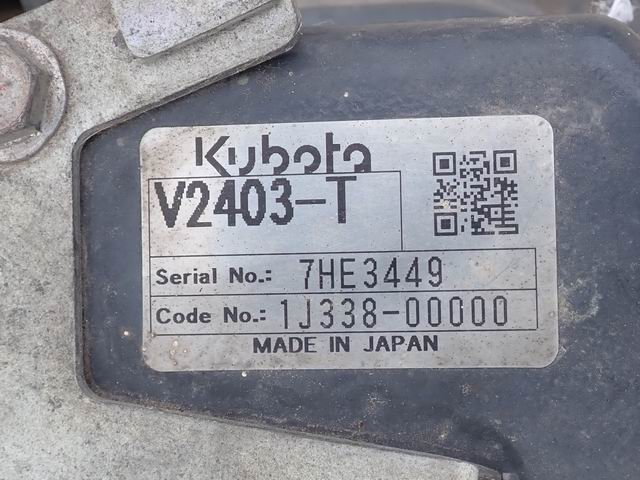 Kubota
V2403-T
Serial No.: 7HE3449
Code No.: 1J338-00000
MADE IN JAPAN